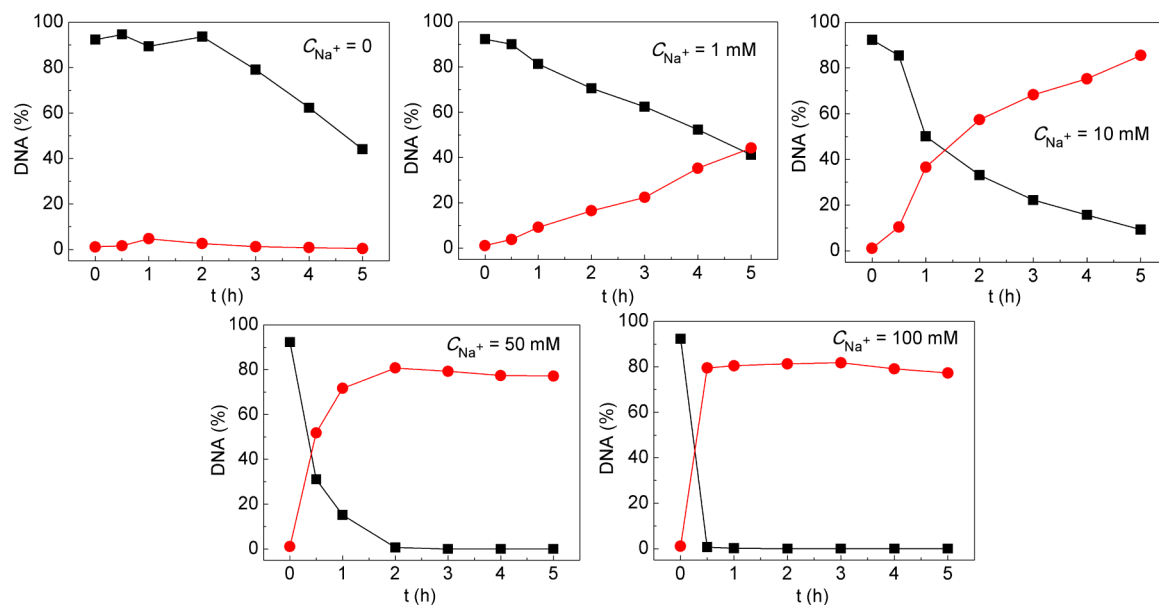 100
80
60
40
20
0
DNA (%)
C_Na⁺ = 0
0 1 2 3 4 5
t (h)
100
80
60
40
20
0
DNA (%)
C_Na⁺ = 1 mM
0 1 2 3 4 5
t (h)
100
80
60
40
20
0
DNA (%)
C_Na⁺ = 10 mM
0 1 2 3 4 5
t (h)
100
80
60
40
20
0
DNA (%)
C_Na⁺ = 50 mM
0 1 2 3 4 5
t (h)
100
80
60
40
20
0
DNA (%)
C_Na⁺ = 100 mM
0 1 2 3 4 5
t (h)